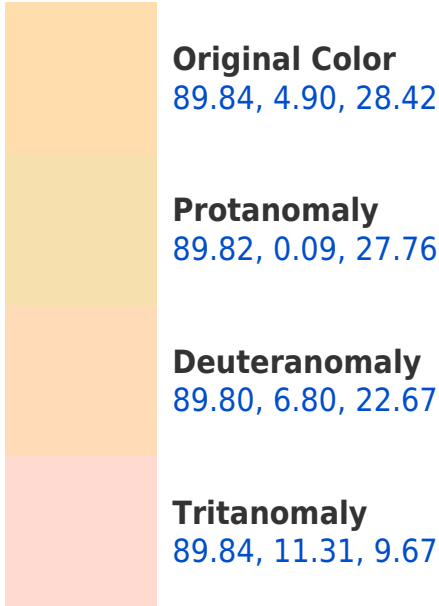 Original Color
89.84, 4.90, 28.42
Protanomaly
89.82, 0.09, 27.76
Deuteranomaly
89.80, 6.80, 22.67
Tritanomaly
89.84, 11.31, 9.67